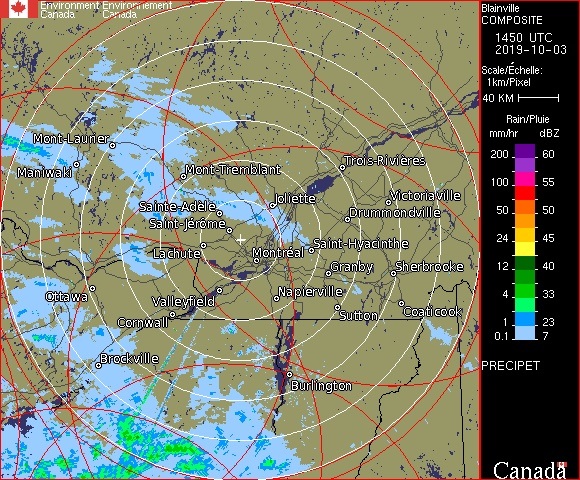 Environment Environnement
Canada Canada
Blainville
COMPOSITE
1450 UTC
2019-10-03
Scale/Échelle:
1km/Pixel
40 KM
Rain/Pluie
mm/hr dBZ
200 60
100 55
50 50
24 45
12 40
4 33
1 23
0.1 7
PRECIPET
Canada
Mont-Laurier
Maniwaki
Mont-Tremblant
Trois-Rivières
Joliette
Victoriaville
Sainte-Adèle
Drummondville
Saint-Jérôme
Saint-Hyacinthe
Lachute
Montréal
Granby
Sherbrooke
Ottawa
Valleyfield
Napierville
Cornwall
Sutton
Coaticook
Brockville
Burlington